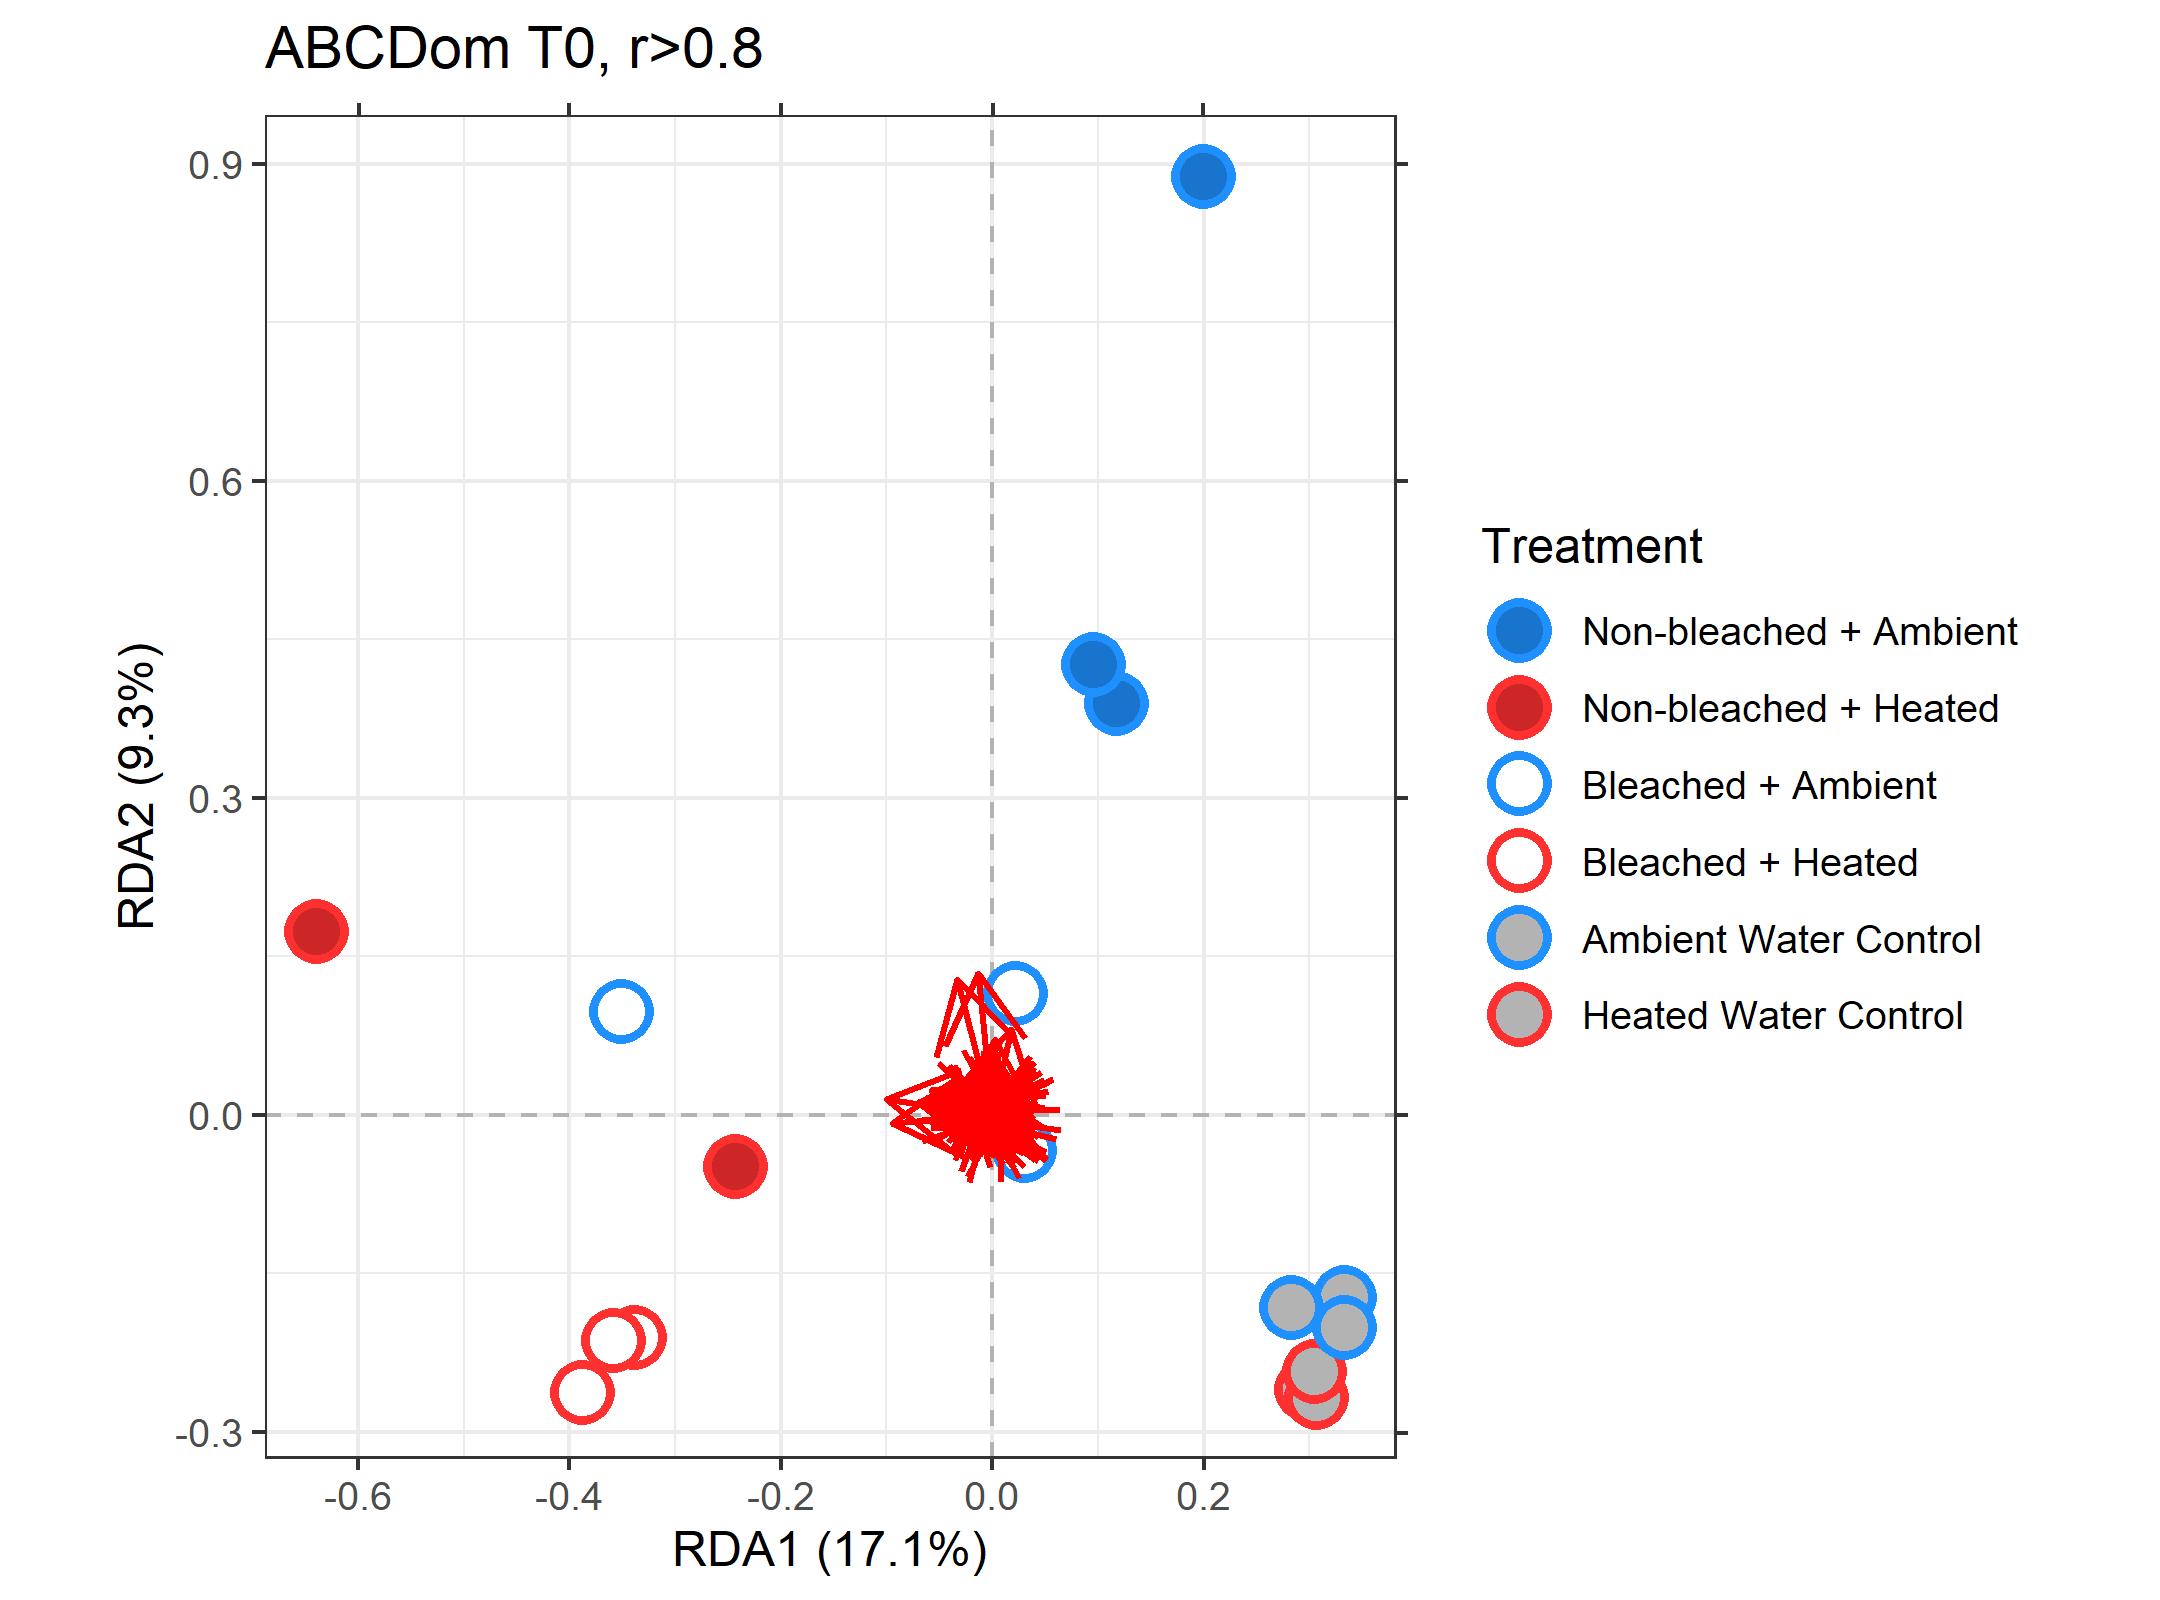 ABCDom T0, r>0.8
0.9
0.6
0.3
0.0
-0.3
RDA2 (9.3%)
-0.6 -0.4 -0.2 0.0 0.2
RDA1 (17.1%)
Treatment
Non-bleached + Ambient
Non-bleached + Heated
Bleached + Ambient
Bleached + Heated
Ambient Water Control
Heated Water Control